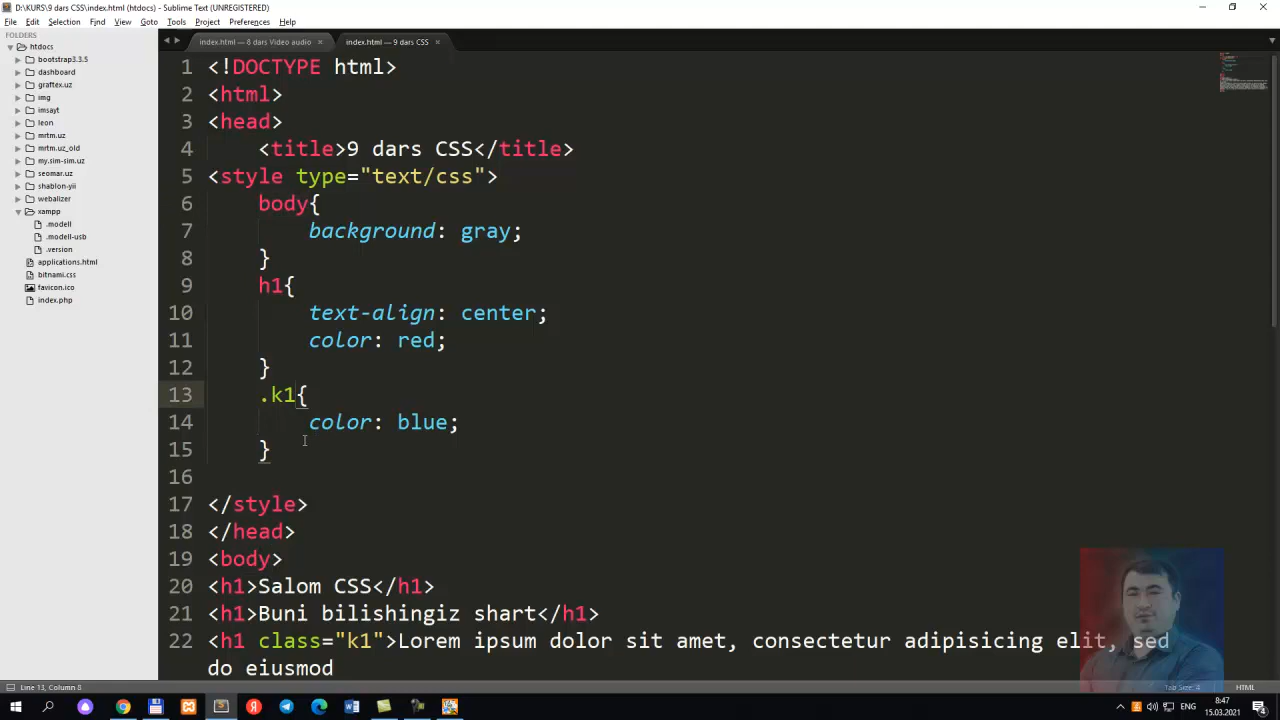 D:\KURS\9 dars CSS\index.html (htdocs) - Sublime Text (UNREGISTERED)
File Edit Selection Find View Goto Tools Project Preferences Help
FOLDERS
htdocs
bootstrap3.3.5
dashboard
graftex.uz
img
imsayt
leon
mrtm.uz
mrtm.uz_old
my.sim-sim.uz
seomar.uz
shablon-yii
webalizer
xampp
.modell
.modell-usb
.version
applications.html
bitnami.css
favicon.ico
index.php
index.html — 8 dars Video audio × index.html — 9 dars CSS ×
1 <!DOCTYPE html>
2 <html>
3 <head>
4 <title>9 dars CSS</title>
5 <style type="text/css">
6 body{
7 background: gray;
8 }
9 h1{
10 text-align: center;
11 color: red;
12 }
13 .k1{
14 color: blue;
15 }
16
17 </style>
18 </head>
19 <body>
20 <h1>Salom CSS</h1>
21 <h1>Buni bilishingiz shart</h1>
22 <h1 class="k1">Lorem ipsum dolor sit amet, consectetur adipisicing elit, sed
do eiusmod
Line 13, Column 8 Tab Size: 4 HTML
ENG 8:47
15.03.2021